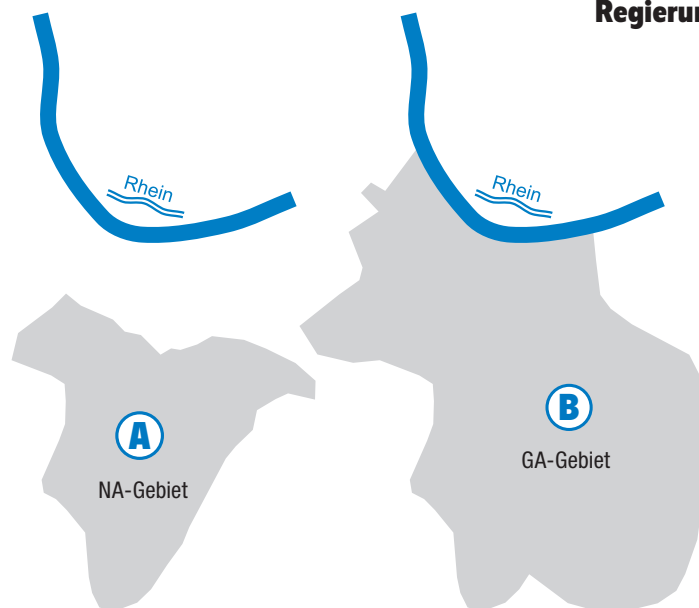 Regierun
Rhein
Rhein
A
NA-Gebiet
B
GA-Gebiet